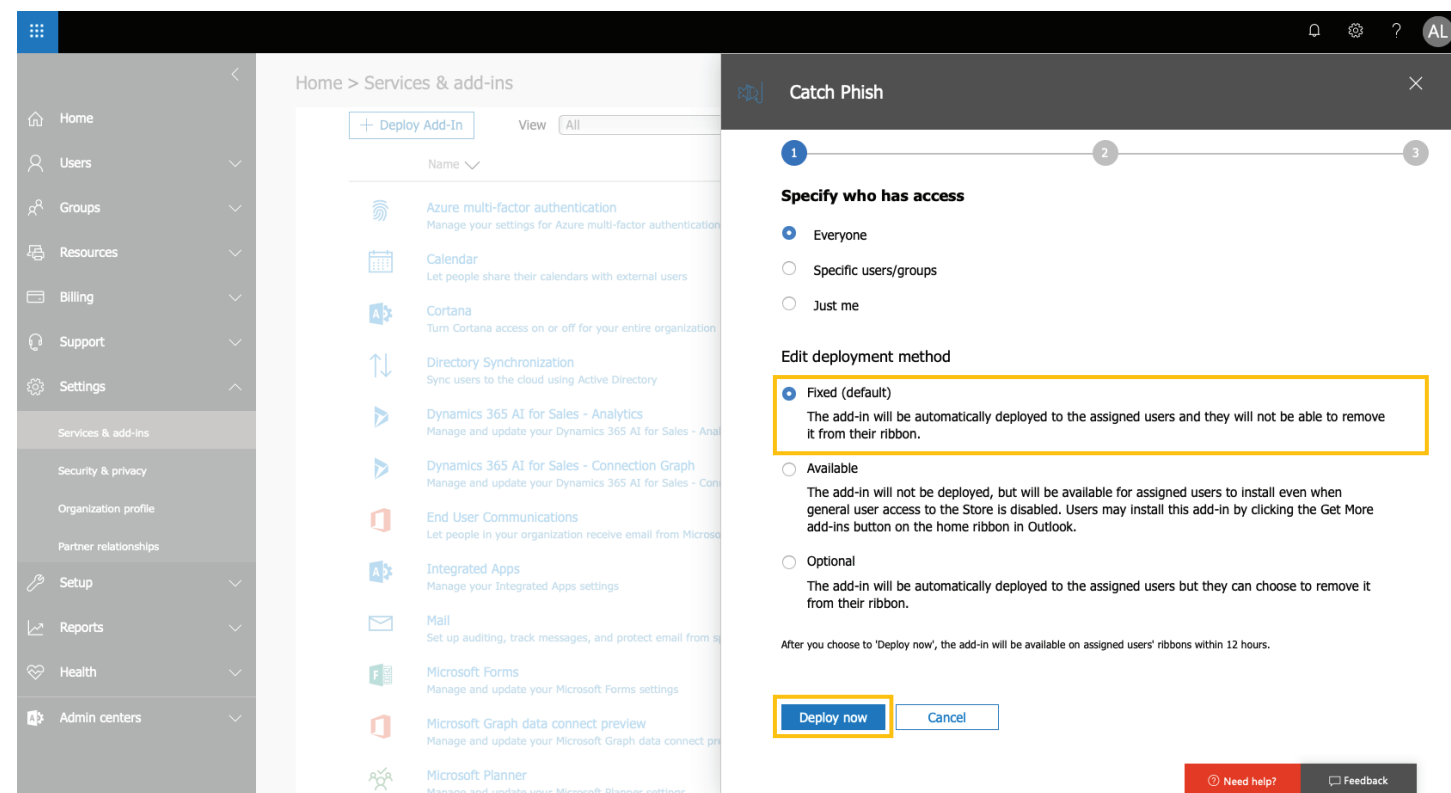 AL
Home
Users
Groups
Resources
Billing
Support
Settings
Services & add-ins
Security & privacy
Organization profile
Partner relationships
Setup
Reports
Health
Admin centers
Home > Services & add-ins
Deploy Add-In
View
All
Name
Azure multi-factor authentication
Manage your settings for Azure multi-factor authentication
Calendar
Let people share their calendars with external users
Cortana
Turn Cortana access on or off for your entire organization
Directory Synchronization
Sync users to the cloud using Active Directory
Dynamics 365 AI for Sales - Analytics
Manage and update your Dynamics 365 AI for Sales - Anal
Dynamics 365 AI for Sales - Connection Graph
Manage and update your Dynamics 365 AI for Sales - Con
End User Communications
Let people in your organization receive email from Microso
Integrated Apps
Manage your Integrated Apps settings
Mail
Set up auditing, track messages, and protect email from s
Microsoft Forms
Manage and update your Microsoft Forms settings
Microsoft Graph data connect preview
Manage and update your Microsoft Graph data connect pr
Microsoft Planner
Manage and update your Microsoft Planner settings
Catch Phish
1
2
3
Specify who has access
Everyone
Specific users/groups
Just me
Edit deployment method
Fixed (default)
The add-in will be automatically deployed to the assigned users and they will not be able to remove
it from their ribbon.
Available
The add-in will not be deployed, but will be available for assigned users to install even when
general user access to the Store is disabled. Users may install this add-in by clicking the Get More
add-ins button on the home ribbon in Outlook.
Optional
The add-in will be automatically deployed to the assigned users but they can choose to remove it
from their ribbon.
After you choose to 'Deploy now', the add-in will be available on assigned users' ribbons within 12 hours.
Deploy now
Cancel
Need help?
Feedback